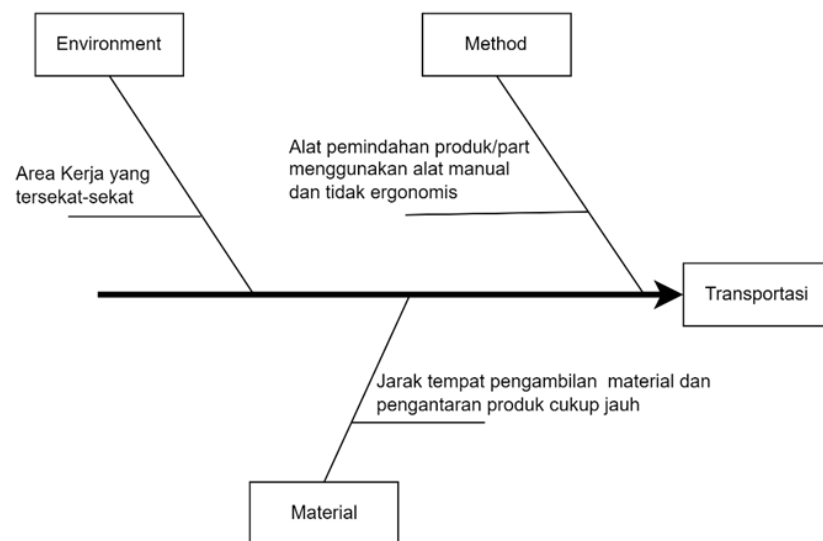 Environment
Method
Area Kerja yang
tersekat-sekat
Alat pemindahan produk/part
menggunakan alat manual
dan tidak ergonomis
Transportasi
Jarak tempat pengambilan material dan
pengantaran produk cukup jauh
Material